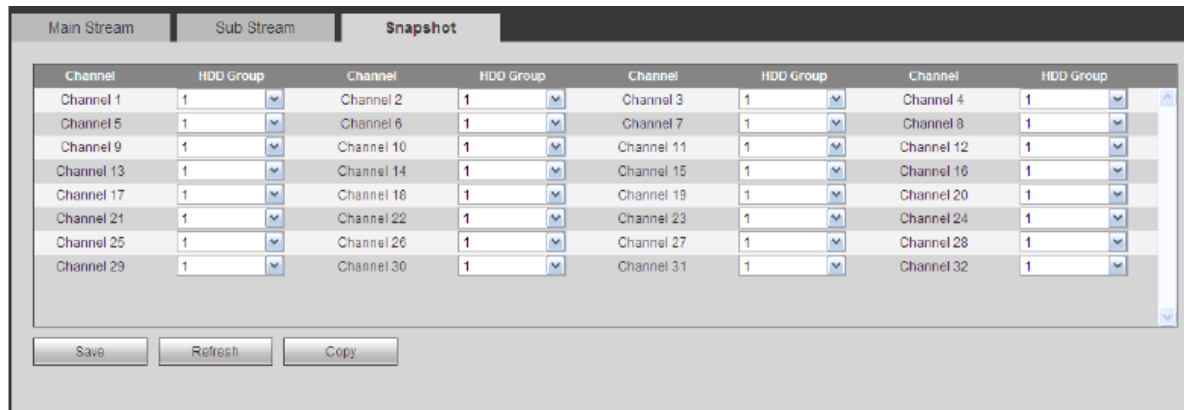 Main Stream Sub Stream Snapshot
Channel HDD Group Channel HDD Group Channel HDD Group Channel HDD Group
Channel 1 1 Channel 2 1 Channel 3 1 Channel 4 1
Channel 5 1 Channel 6 1 Channel 7 1 Channel 8 1
Channel 9 1 Channel 10 1 Channel 11 1 Channel 12 1
Channel 13 1 Channel 14 1 Channel 15 1 Channel 16 1
Channel 17 1 Channel 18 1 Channel 19 1 Channel 20 1
Channel 21 1 Channel 22 1 Channel 23 1 Channel 24 1
Channel 25 1 Channel 26 1 Channel 27 1 Channel 28 1
Channel 29 1 Channel 30 1 Channel 31 1 Channel 32 1
Save Refresh Copy